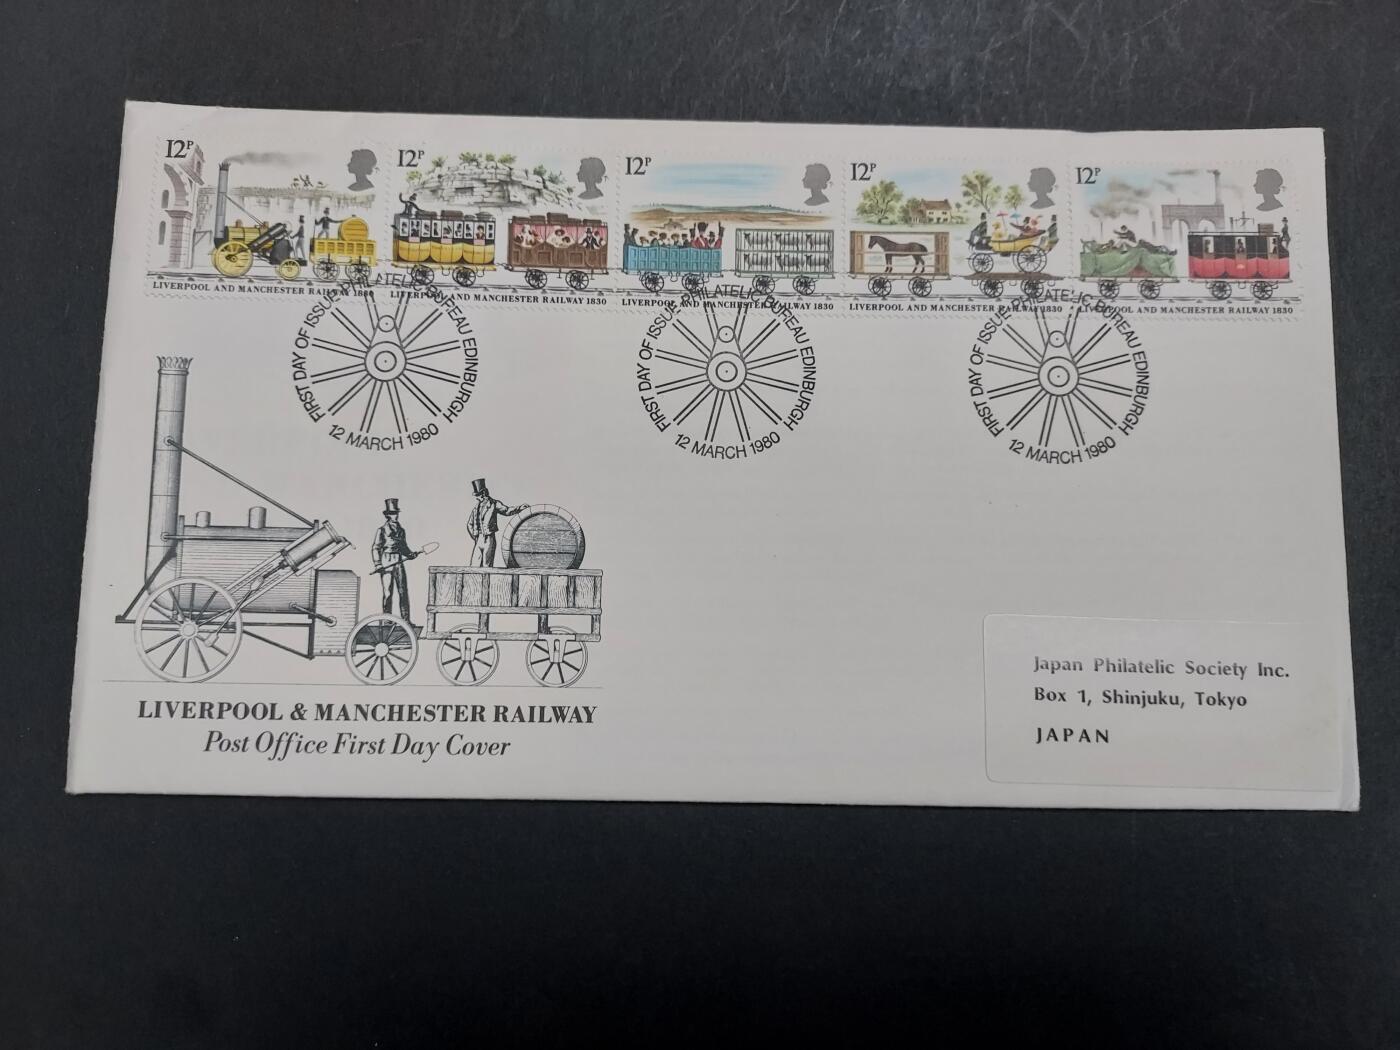 12P
12P
12P
12P
12P
LIVERPOOL AND MANCHESTER RAILWAY 1830
LIVERPOOL AND MANCHESTER RAILWAY 1830
LIVERPOOL AND MANCHESTER RAILWAY 1830
LIVERPOOL AND MANCHESTER RAILWAY 1830
LIVERPOOL AND MANCHESTER RAILWAY 1830
FIRST DAY OF ISSUE PHILATELIC BUREAU EDINBURGH
12 MARCH 1980
FIRST DAY OF ISSUE PHILATELIC BUREAU EDINBURGH
12 MARCH 1980
FIRST DAY OF ISSUE PHILATELIC BUREAU EDINBURGH
12 MARCH 1980
LIVERPOOL & MANCHESTER RAILWAY
Post Office First Day Cover
Japan Philatelic Society Inc.
Box 1, Shinjuku, Tokyo
JAPAN